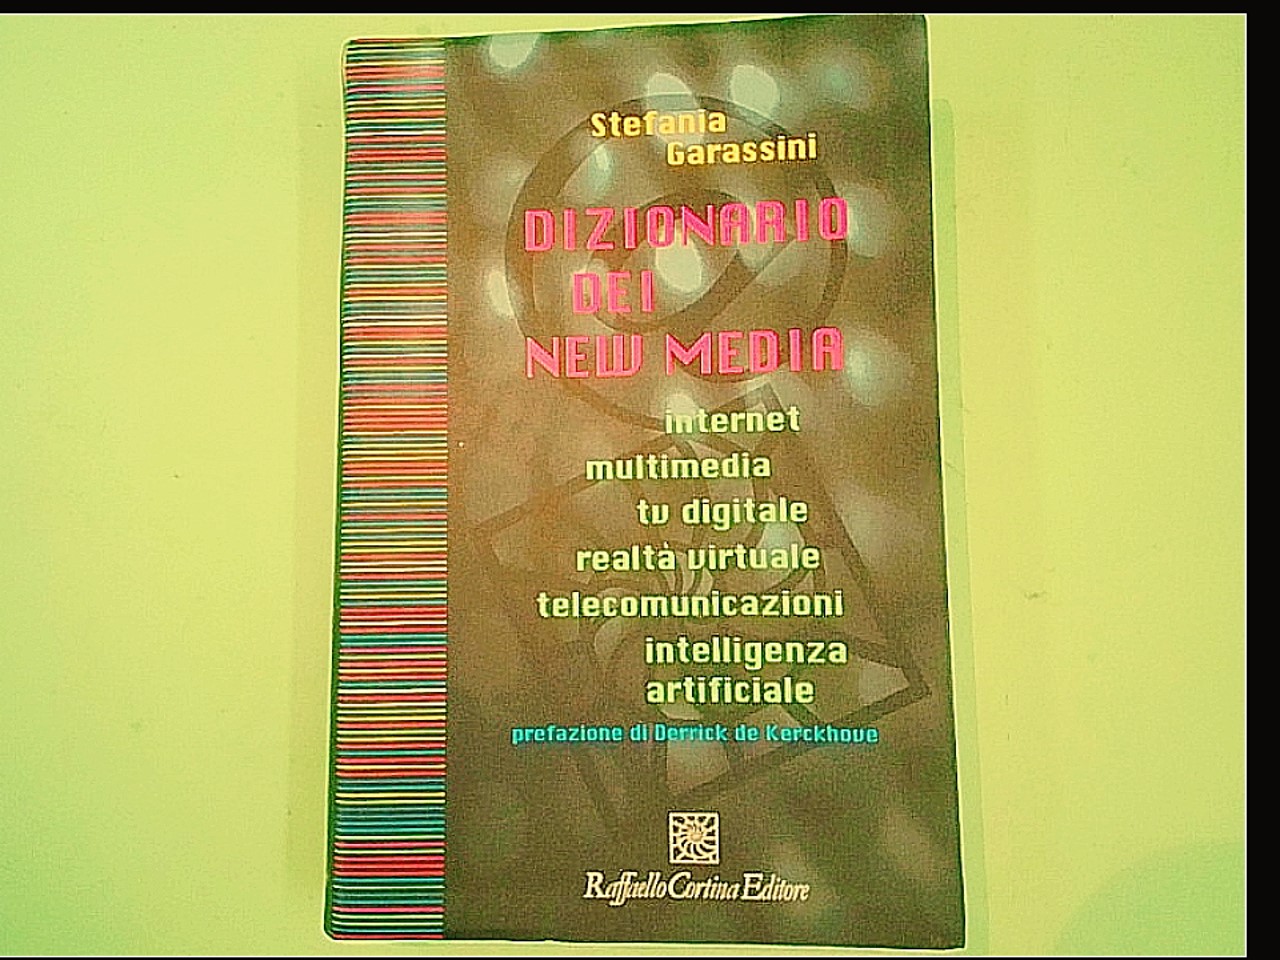 Stefania
Garassini
DIZIONARIO
DEI
NEW MEDIA
internet
multimedia
tv digitale
realtà virtuale
telecomunicazioni
intelligenza
artificiale
prefazione di Derrick de Kerckhove
Raffaello Cortina Editore